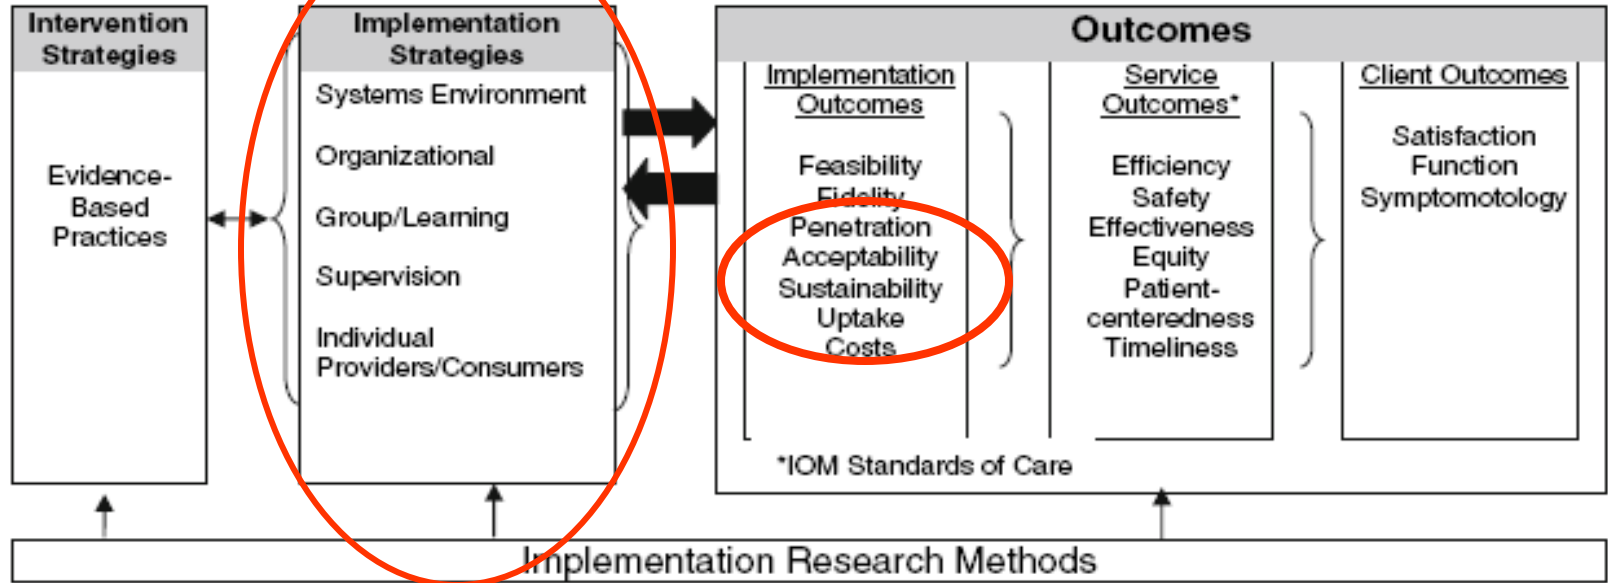 Intervention
Strategies
Evidence-
Based
Practices
Implementation
Strategies
Systems Environment
Organizational
Group/Learning
Supervision
Individual
Providers/Consumers
Outcomes
Implementation
Outcomes
Feasibility
Fidelity
Penetration
Acceptability
Sustainability
Uptake
Costs
Service
Outcomes*
Efficiency
Safety
Effectiveness
Equity
Patient-
centeredness
Timeliness
Client Outcomes
Satisfaction
Function
Symptomotology
*IOM Standards of Care
Implementation Research Methods